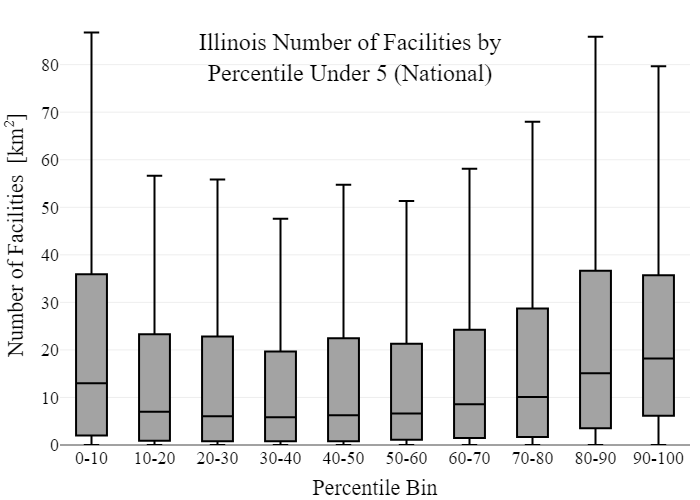 Illinois Number of Facilities by
Percentile Under 5 (National)
Number of Facilities [km²]
80
70
60
50
40
30
20
10
0
0-10 10-20 20-30 30-40 40-50 50-60 60-70 70-80 80-90 90-100
Percentile Bin